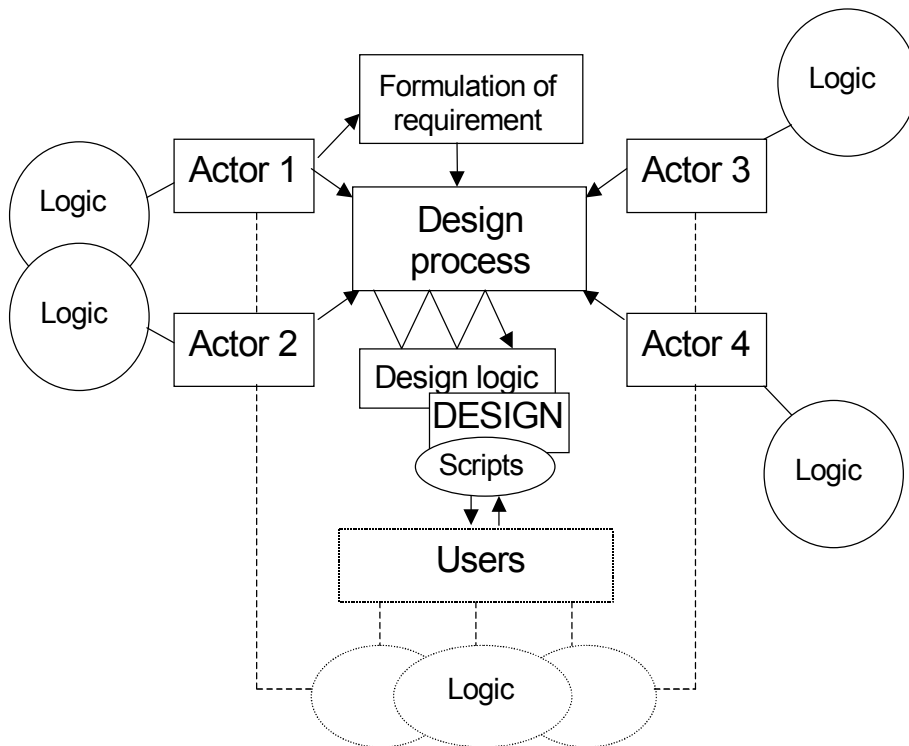 Formulation of
requirement
Logic
Actor 1
Actor 3
Logic
Design
process
Logic
Actor 2
Actor 4
Design logic
DESIGN
Scripts
Logic
Users
Logic